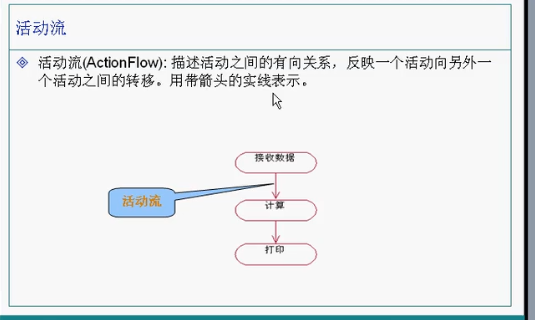 活动流
活动流(ActionFlow): 描述活动之间的有向关系，反映一个活动向另外一
个活动之间的转移。用带箭头的实线表示。
接收数据
活动流
计算
打印